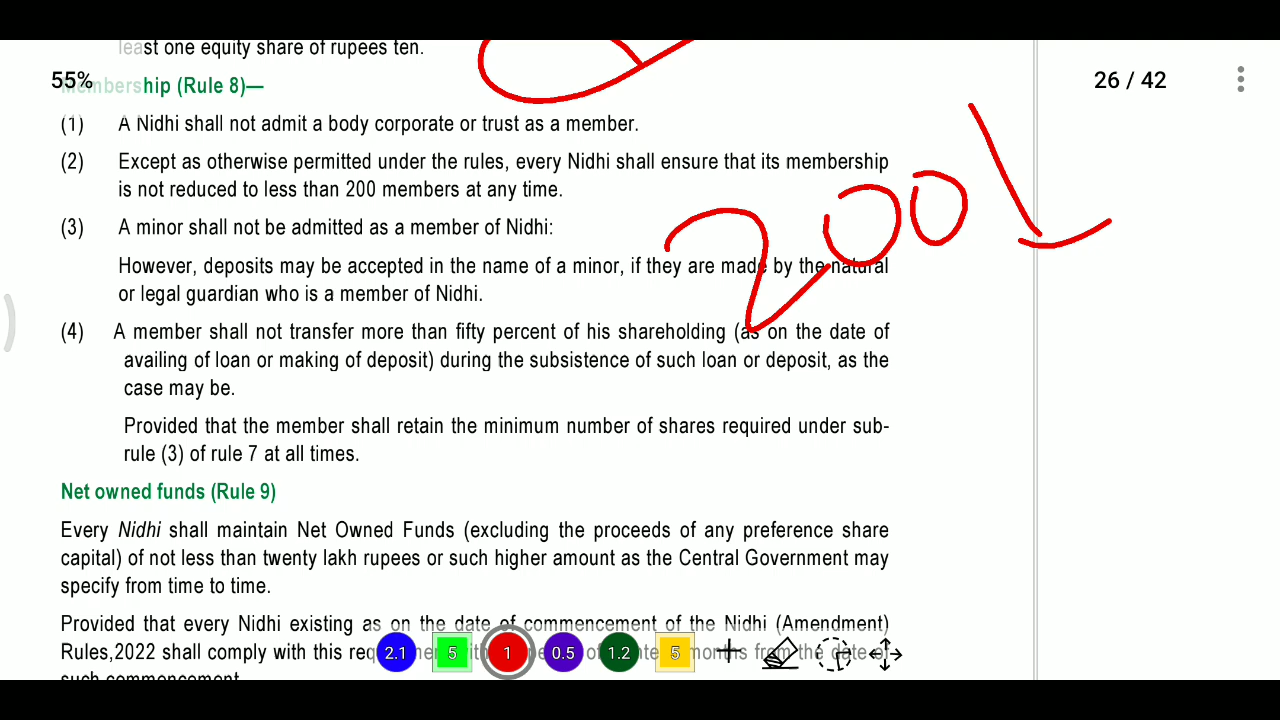 least one equity share of rupees ten.
55%
Membership (Rule 8)—
26 / 42
(1) A Nidhi shall not admit a body corporate or trust as a member.
(2) Except as otherwise permitted under the rules, every Nidhi shall ensure that its membership
is not reduced to less than 200 members at any time.
200
(3) A minor shall not be admitted as a member of Nidhi:
However, deposits may be accepted in the name of a minor, if they are made by the natural
or legal guardian who is a member of Nidhi.
(4) A member shall not transfer more than fifty percent of his shareholding (as on the date of
availing of loan or making of deposit) during the subsistence of such loan or deposit, as the
case may be.
Provided that the member shall retain the minimum number of shares required under sub-
rule (3) of rule 7 at all times.
Net owned funds (Rule 9)
Every Nidhi shall maintain Net Owned Funds (excluding the proceeds of any preference share
capital) of not less than twenty lakh rupees or such higher amount as the Central Government may
specify from time to time.
Provided that every Nidhi existing as on the date of commencement of the Nidhi (Amendment)
Rules,2022 shall comply with this months from the date of
such commencement.
2.1 5 1 0.5 1.2 5